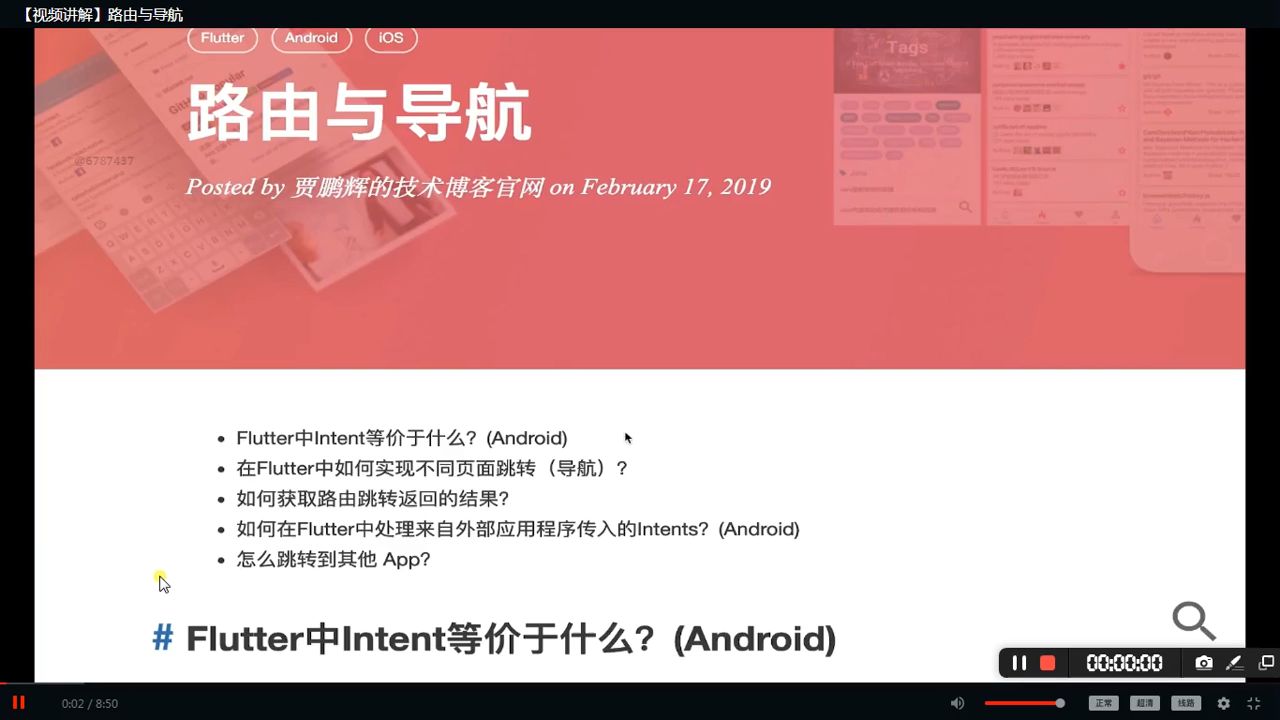 【视频讲解】路由与导航
Flutter Android iOS
Tags
路由与导航
@6787437
Posted by 贾鹏辉的技术博客官网 on February 17, 2019
Flutter中Intent等价于什么？(Android)
在Flutter中如何实现不同页面跳转（导航）？
如何获取路由跳转返回的结果？
如何在Flutter中处理来自外部应用程序传入的Intents？(Android)
怎么跳转到其他 App?
# Flutter中Intent等价于什么？(Android)
00:00:00
0:02 / 8:50
正常 超清 线路